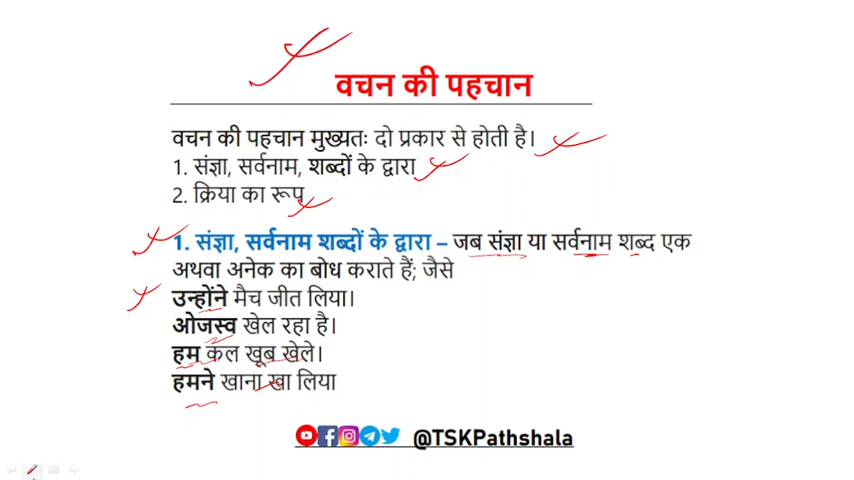 वचन की पहचान
वचन की पहचान मुख्यतः दो प्रकार से होती है।
1. संज्ञा, सर्वनाम, शब्दों के द्वारा
2. क्रिया का रूप
1. संज्ञा, सर्वनाम शब्दों के द्वारा – जब संज्ञा या सर्वनाम शब्द एक
अथवा अनेक का बोध कराते हैं; जैसे
उन्होंने मैच जीत लिया।
ओजस्व खेल रहा है।
हम कल खूब खेले।
हमने खाना खा लिया
@TSKPathshala